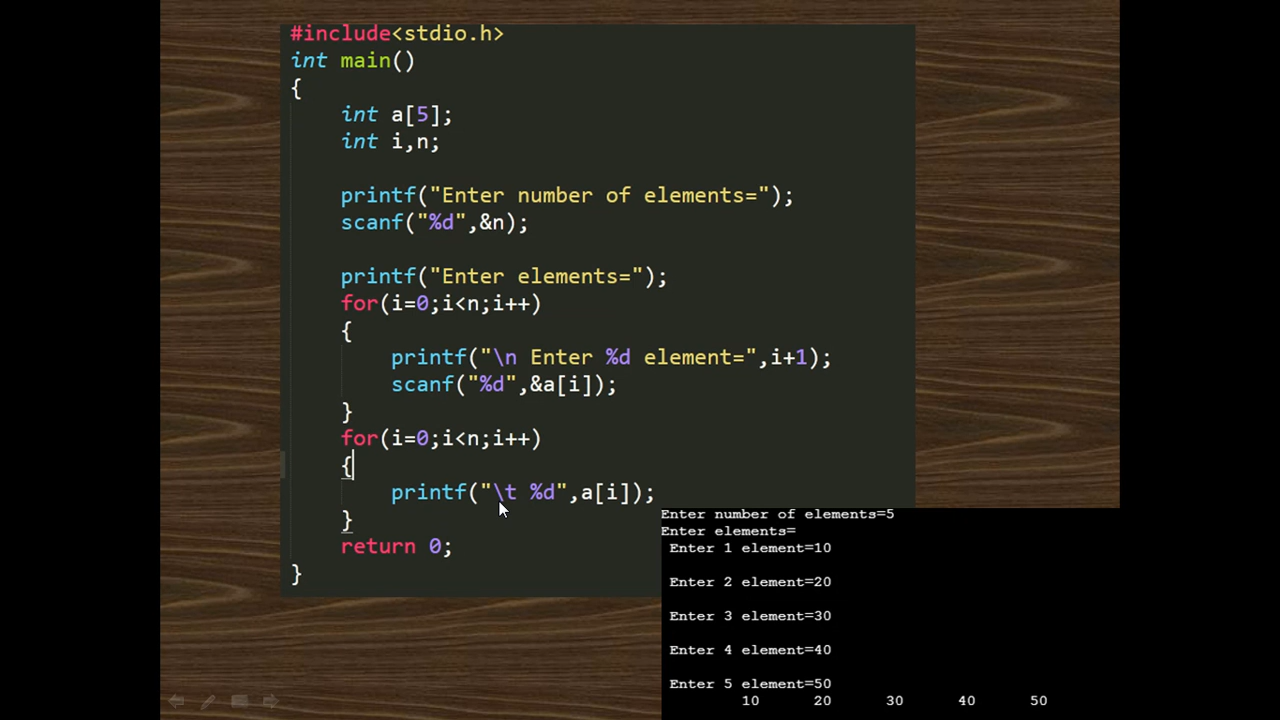 #include<stdio.h>
int main()
{
    int a[5];
    int i,n;

    printf("Enter number of elements=");
    scanf("%d",&n);

    printf("Enter elements=");
    for(i=0;i<n;i++)
    {
        printf("\n Enter %d element=",i+1);
        scanf("%d",&a[i]);
    }
    for(i=0;i<n;i++)
    {
        printf("\t %d",a[i]);
    }
    return 0;
}
Enter number of elements=5
Enter elements=
 Enter 1 element=10
 Enter 2 element=20
 Enter 3 element=30
 Enter 4 element=40
 Enter 5 element=50
10 20 30 40 50